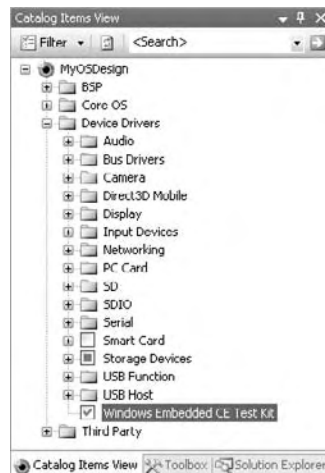 Catalog Items View
Filter <Search>
MyOSDesign
BSP
Core OS
Device Drivers
Audio
Bus Drivers
Camera
Direct3D Mobile
Display
Input Devices
Networking
PC Card
SD
SDIO
Serial
Smart Card
Storage Devices
USB Function
USB Host
Windows Embedded CE Test Kit
Third Party
Catalog Items View Toolbox Solution Explorer